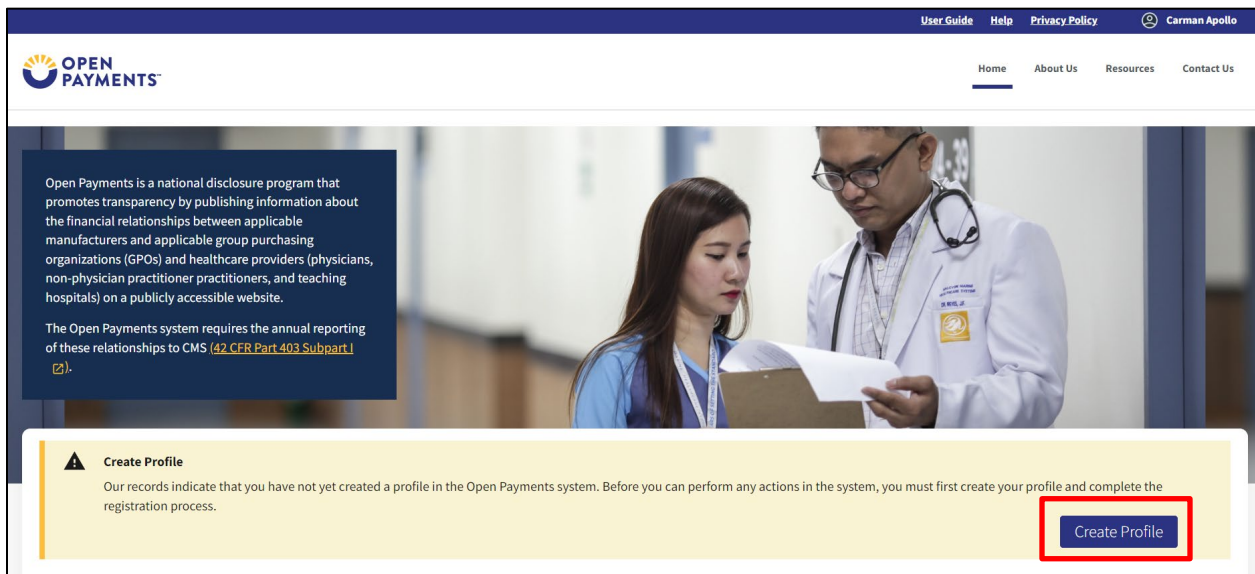 User Guide Help Privacy Policy Carman Apollo
OPEN
PAYMENTS
Home About Us Resources Contact Us
Open Payments is a national disclosure program that
promotes transparency by publishing information about
the financial relationships between applicable
manufacturers and applicable group purchasing
organizations (GPOs) and healthcare providers (physicians,
non-physician practitioner practitioners, and teaching
hospitals) on a publicly accessible website.
The Open Payments system requires the annual reporting
of these relationships to CMS (42 CFR Part 403 Subpart I
).
Create Profile
Our records indicate that you have not yet created a profile in the Open Payments system. Before you can perform any actions in the system, you must first create your profile and complete the
registration process.
Create Profile